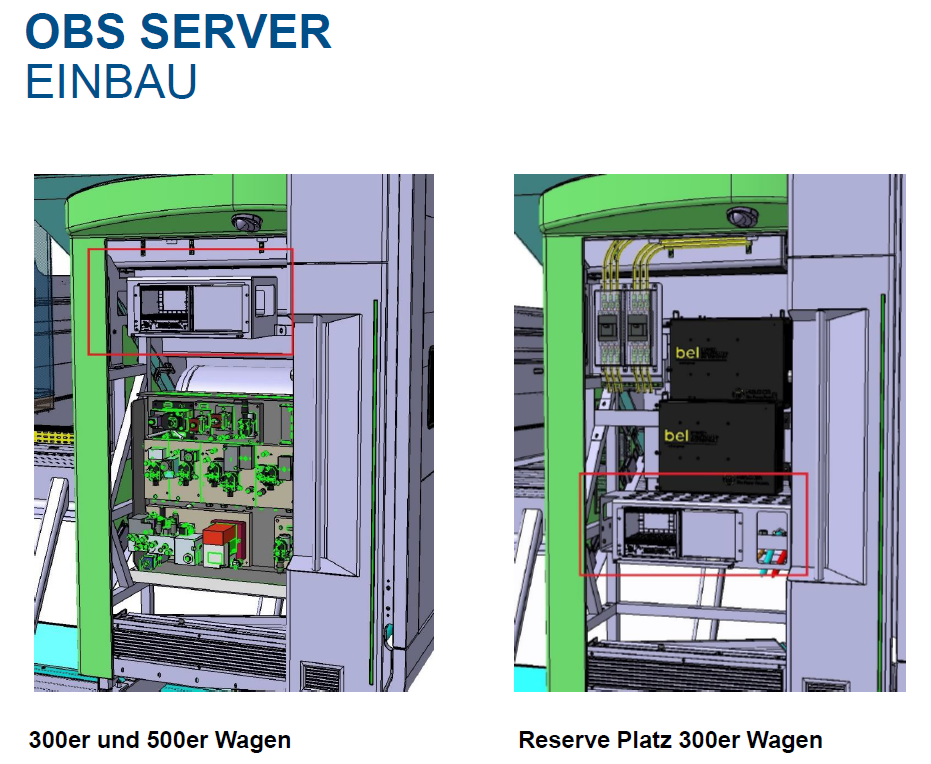 OBS SERVER
EINBAU
bel
bel
300er und 500er Wagen
Reserve Platz 300er Wagen